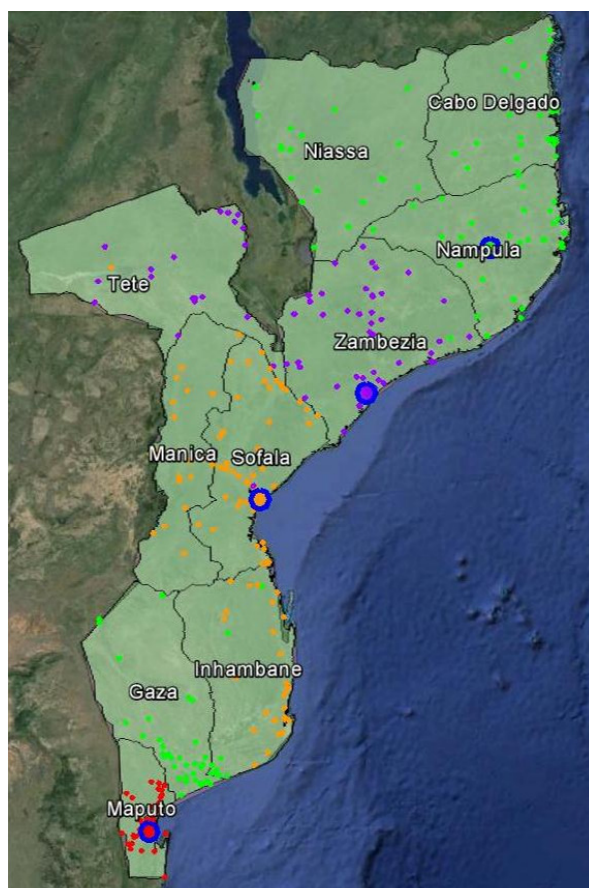 Cabo Delgado
Niassa
Nampula
Tete
Zambezia
Manica
Sofala
Inhambane
Gaza
Maputo